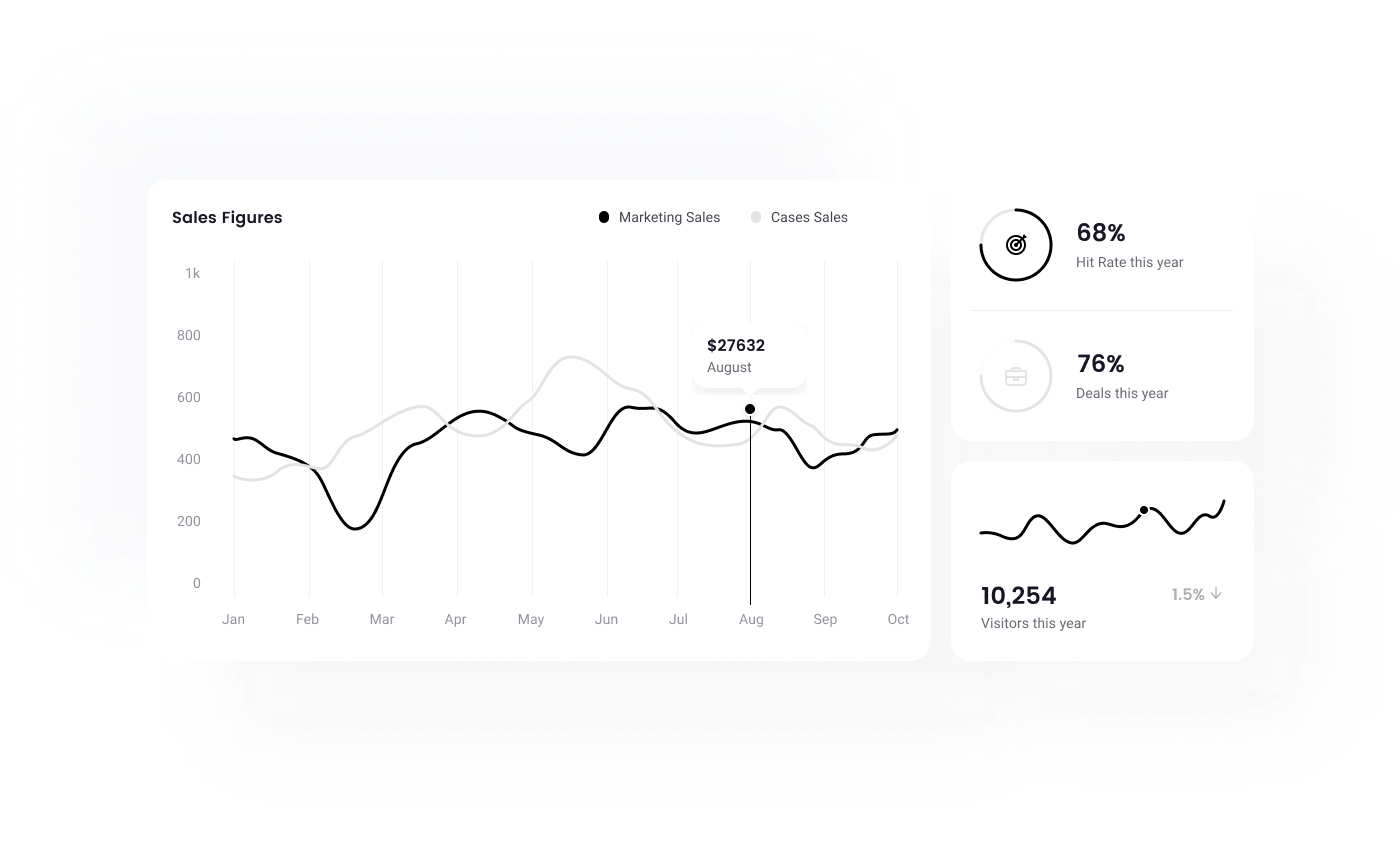 Sales Figures
Marketing Sales
Cases Sales
1k
800
600
400
200
0
$27632
August
Jan Feb Mar Apr May Jun Jul Aug Sep Oct
68%
Hit Rate this year
76%
Deals this year
10,254
1.5%
Visitors this year